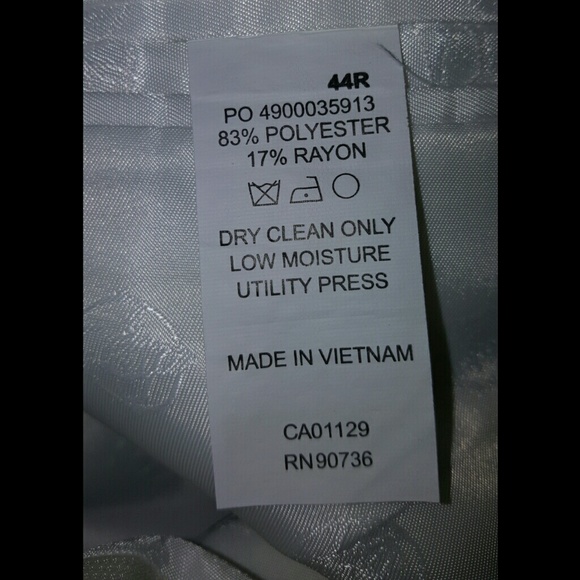 44R
PO 4900035913
83% POLYESTER
17% RAYON
DRY CLEAN ONLY
LOW MOISTURE
UTILITY PRESS
MADE IN VIETNAM
CA01129
RN90736